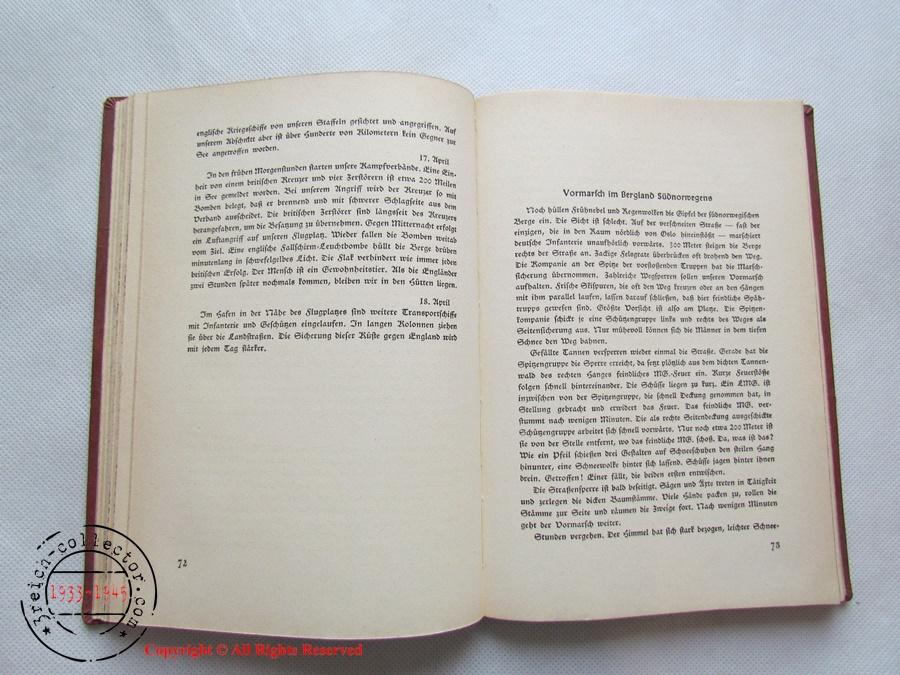 englische Kriegsschiffe von unseren Staffeln gesichtet und angegriffen. Auf
unserem Abschnitt aber ist über Hunderte von Kilometern kein Gegner zur
See angetroffen worden.
17. April
In den frühen Morgenstunden starten unsere Kampfverbände. Eine Ein-
heit von einem britischen Kreuzer und vier Zerstörern ist etwa 200 Meilen
in See gemeldet worden. Bei unserem Angriff wird der Kreuzer so mit
Bomben belegt, daß er brennend und mit schwerer Schlagseite aus dem
Verband ausscheidet. Die britischen Zerstörer sind längsseit des Kreuzers
herangefahren, um die Besatzung zu übernehmen. Gegen Mitternacht erfolgt
ein Luftangriff auf unseren Flugplatz. Wieder fallen die Bomben weitab
vom Ziel. Eine englische Fallschirm-Leuchtbombe hüllt die Berge drüben
minutenlang in schwefelgelbes Licht. Die Flak verhindert wie immer jeden
britischen Erfolg. Der Mensch ist ein Gewohnheitstier. Als die Engländer
zwei Stunden später nochmals kommen, bleiben wir in den Hütten liegen.
18. April
Im Hafen in der Nähe des Flugplatzes sind weitere Transportschiffe
mit Infanterie und Geschützen eingelaufen. In langen Kolonnen ziehen
sie über die Landstraßen. Die Sicherung dieser Küste gegen England wird
mit jedem Tag stärker.
72
Vormarsch im Bergland Südnorwegens
Noch hüllen Frühnebel und Regenwolken die Gipfel der südnorwegischen
Berge ein. Die Sicht ist schlecht. Auf der verschneiten Straße — fast der
einzigen, die in den Raum nördlich von Oslo hineinstößt — marschiert
deutsche Infanterie unaufhörlich vorwärts. 300 Meter steigen die Berge
rechts der Straße an. Zackige Felsgrate überbrücken oft drohend den Weg.
Die Kompanie an der Spitze der vorstoßenden Truppen hat die Marsch-
sicherung übernommen. Zahlreiche Wegsperren sollen unseren Vormarsch
aufhalten. Frische Skispuren, die oft den Weg kreuzen oder an den Hängen
mit ihm parallel laufen, lassen darauf schließen, daß hier feindliche Späh-
trupps gewesen sind. Größte Vorsicht ist also am Platze. Die Spitzen-
kompanie schickt je eine Schützengruppe links und rechts des Weges als
Seitensicherung aus. Nur mühevoll können sich die Männer in dem tiefen
Schnee den Weg bahnen.
Gefällte Tannen versperren wieder einmal die Straße. Gerade hat die
Spitzengruppe die Sperre erreicht, da setzt plötzlich aus dem dichten Tannen-
wald des rechten Hanges feindliches MG.-Feuer ein. Kurze Feuerstöße
folgen schnell hintereinander. Die Schüsse liegen zu kurz. Ein LMG. ist
inzwischen von der Spitzengruppe, die schnell Deckung genommen hat, in
Stellung gebracht und erwidert das Feuer. Das feindliche MG. ver-
stummt nach wenigen Minuten. Die als rechte Seitendeckung ausgeschickte
Schützengruppe arbeitet sich schnell vorwärts. Nur noch etwa 200 Meter ist
sie von der Stelle entfernt, wo das feindliche MG. schoß. Da, was ist das?
Wie ein Pfeil schießen drei Gestalten auf Schneeschuhen den steilen Hang
hinunter, eine Schneewolke hinter sich lassend. Schüsse jagen hinter ihnen
drein. Getroffen! Einer fällt, die beiden ersten entwischen.
Die Straßensperre ist bald beseitigt. Sägen und Äxte treten in Tätigkeit
und zerlegen die dicken Baumstämme. Viele Hände packen zu, rollen die
Stämme zur Seite und räumen die Zweige fort. Nach wenigen Minuten
geht der Vormarsch weiter.
Stunden vergehen. Der Himmel hat sich stark bezogen, leichter Schnee-
73
3reich-collector.com
1933-1945
Copyright © All Rights Reserved